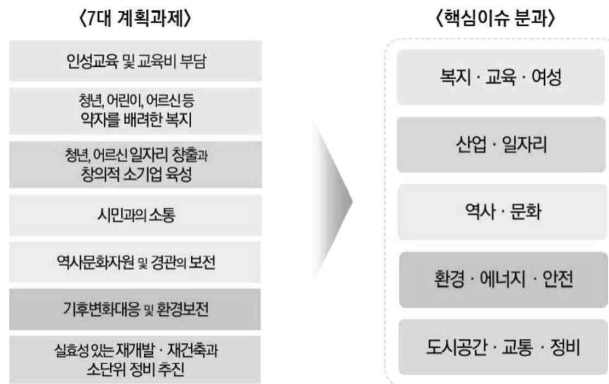 〈7대 계획과제〉
인성교육 및 교육비 부담
청년, 어린이, 어르신 등
약자를 배려한 복지
청년, 어르신 일자리 창출과
창의적 소기업 육성
시민과의 소통
역사문화자원 및 경관의 보전
기후변화대응 및 환경보전
실효성 있는 재개발 · 재건축과
소단위 정비 추진
〈핵심이슈 분과〉
복지 · 교육 · 여성
산업 · 일자리
역사 · 문화
환경 · 에너지 · 안전
도시공간 · 교통 · 정비